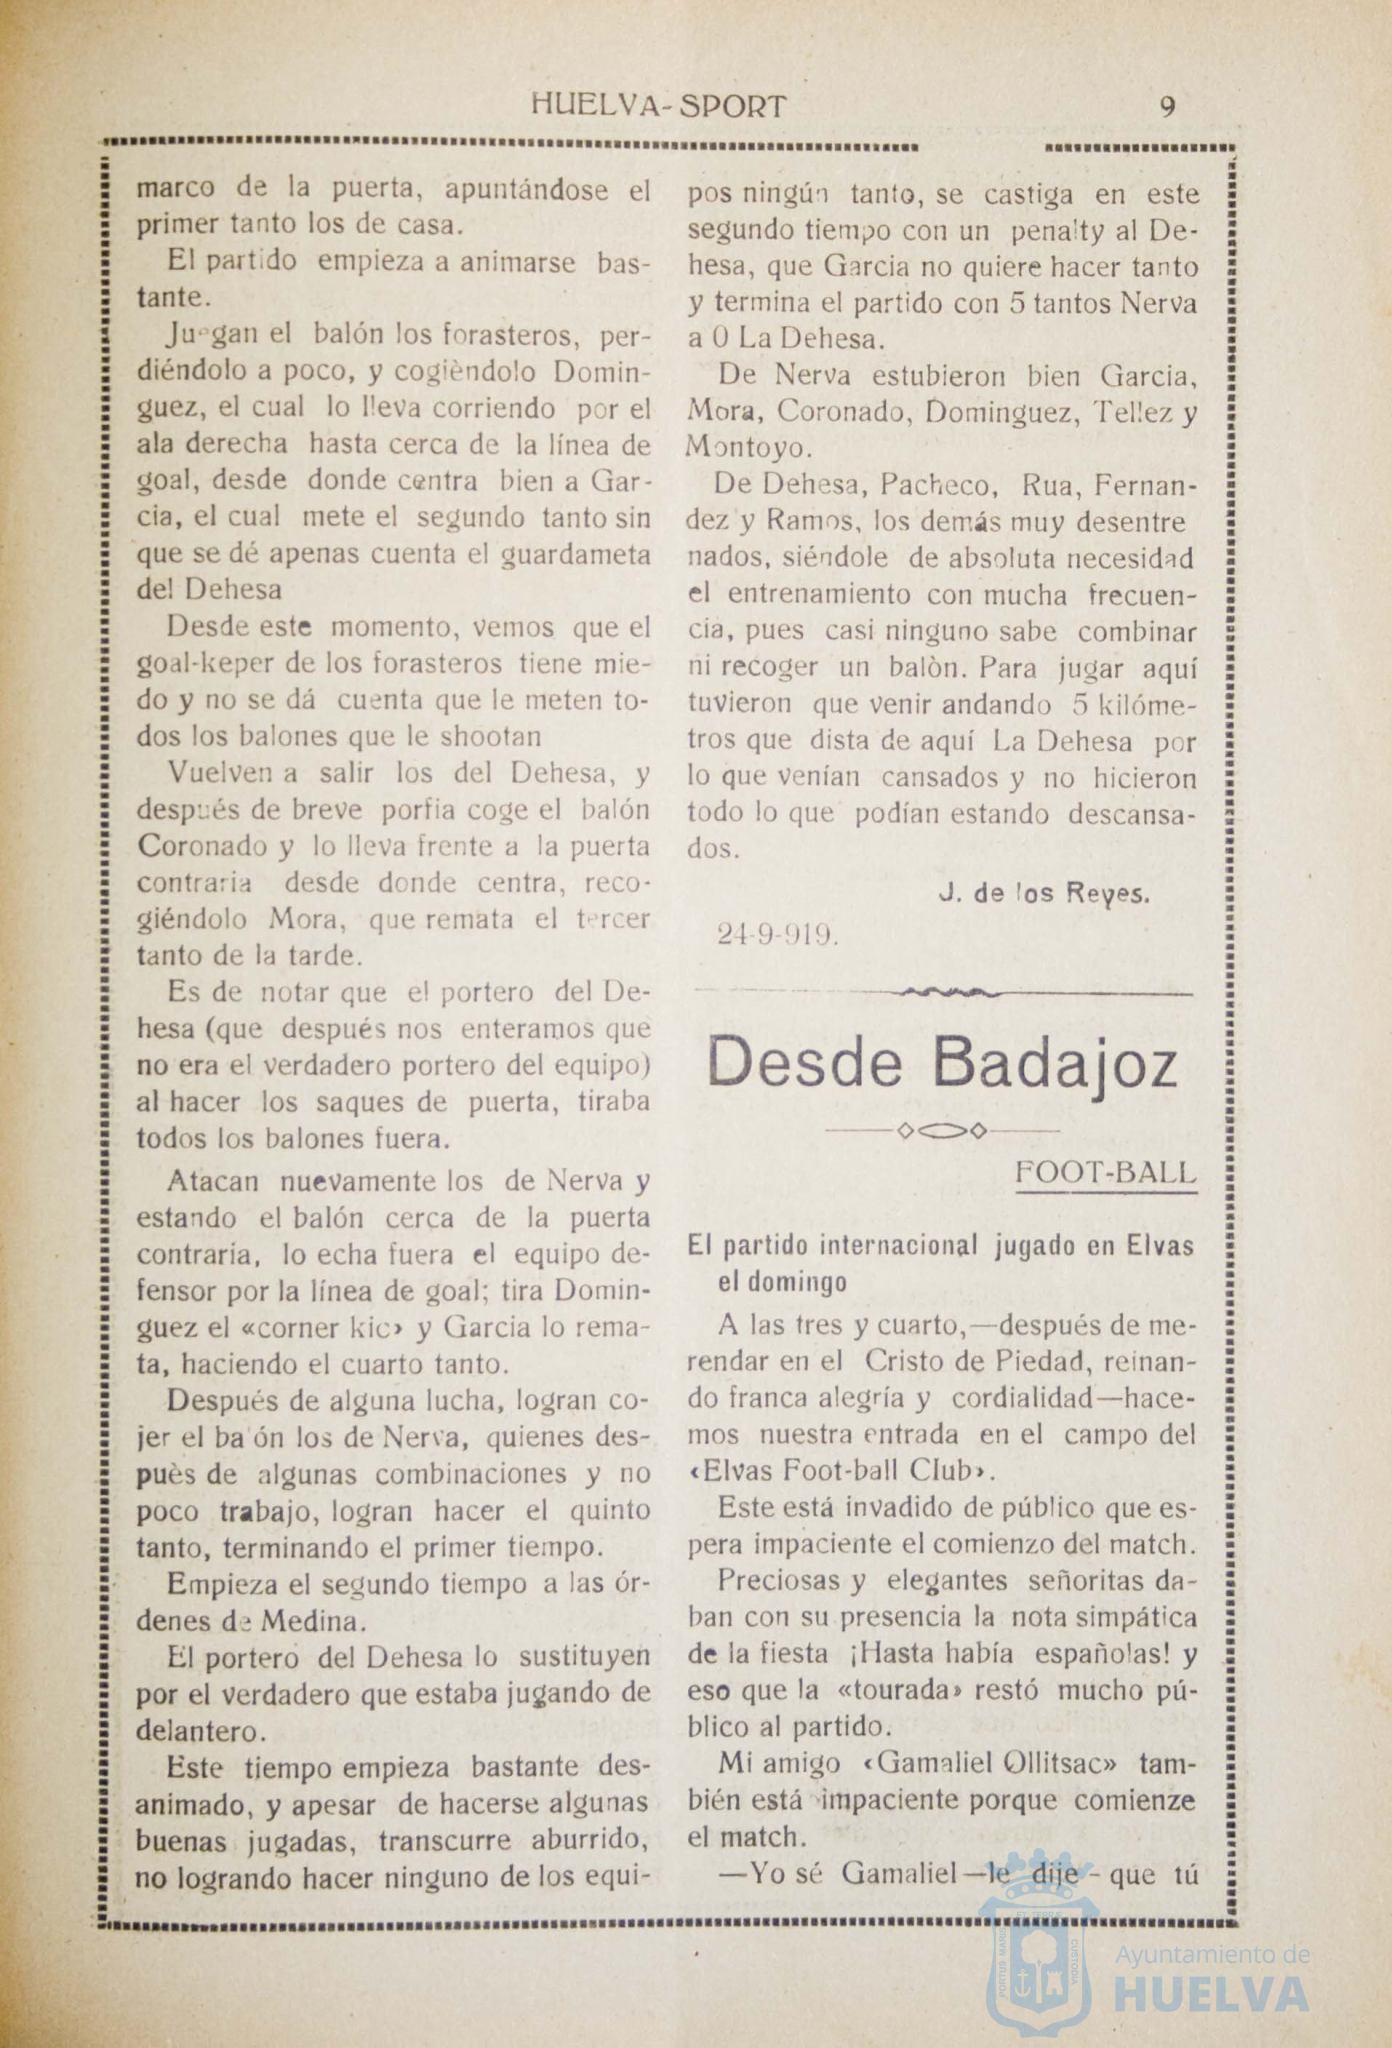 HUELVA-SPORT
9
marco de la puerta, apuntándose el
primer tanto los de casa.
El partido empieza a animarse bas-
tante.
Juegan el balón los forasteros, per-
diéndolo a poco, y cogièndolo Domin-
guez, el cual lo lleva corriendo por el
ala derecha hasta cerca de la línea de
goal, desde donde centra bien a Gar-
cia, el cual mete el segundo tanto sin
que se dé apenas cuenta el guardameta
del Dehesa
Desde este momento, vemos que el
goal-keper de los forasteros tiene mie-
do y no se dá cuenta que le meten to-
dos los balones que le shootan
Vuelven a salir los del Dehesa, y
después de breve porfia coge el balón
Coronado y lo lleva frente a la puerta
contraria desde donde centra, reco-
giéndolo Mora, que remata el tercer
tanto de la tarde.
Es de notar que el portero del De-
hesa (que después nos enteramos que
no era el verdadero portero del equipo)
al hacer los saques de puerta, tiraba
todos los balones fuera.
Atacan nuevamente los de Nerva y
estando el balón cerca de la puerta
contraria, lo echa fuera el equipo de-
fensor por la línea de goal; tira Domin-
guez el «corner kic› y Garcia lo rema-
ta, haciendo el cuarto tanto.
Después de alguna lucha, logran co-
jer el balón los de Nerva, quienes des-
puès de algunas combinaciones y no
poco trabajo, logran hacer el quinto
tanto, terminando el primer tiempo.
Empieza el segundo tiempo a las ór-
denes de Medina.
El portero del Dehesa lo sustituyen
por el verdadero que estaba jugando de
delantero.
Este tiempo empieza bastante des-
animado, y apesar de hacerse algunas
buenas jugadas, transcurre aburrido,
no logrando hacer ninguno de los equi-
pos ningún tanto, se castiga en este
segundo tiempo con un penalty al De-
hesa, que Garcia no quiere hacer tanto
y termina el partido con 5 tantos Nerva
a 0 La Dehesa.
De Nerva estubieron bien Garcia,
Mora, Coronado, Dominguez, Tellez y
Montoyo.
De Dehesa, Pacheco, Rua, Fernan-
dez y Ramos, los demás muy desentre
nados, siéndole de absoluta necesidad
el entrenamiento con mucha frecuen-
cia, pues casi ninguno sabe combinar
ni recoger un balòn. Para jugar aquí
tuvieron que venir andando 5 kilóme-
tros que dista de aquí La Dehesa por
lo que venían cansados y no hicieron
todo lo que podían estando descansa-
dos.
J. de los Reyes.
24-9-919.
Desde Badajoz
FOOT-BALL
El partido internacional jugado en Elvas
el domingo
A las tres y cuarto,—después de me-
rendar en el Cristo de Piedad, reinan-
do franca alegría y cordialidad—hace-
mos nuestra entrada en el campo del
‹Elvas Foot-ball Club›.
Este está invadido de público que es-
pera impaciente el comienzo del match.
Preciosas y elegantes señoritas da-
ban con su presencia la nota simpática
de la fiesta ¡Hasta había españolas! y
eso que la «tourada» restó mucho pú-
blico al partido.
Mi amigo ‹Gamaliel Ollitsac» tam-
bién está impaciente porque comienze
el match.
—Yo sé Gamaliel—le dije - que tú
PORTUS MARIS ET TERRÆ CUSTODIA
Ayuntamiento de
HUELVA